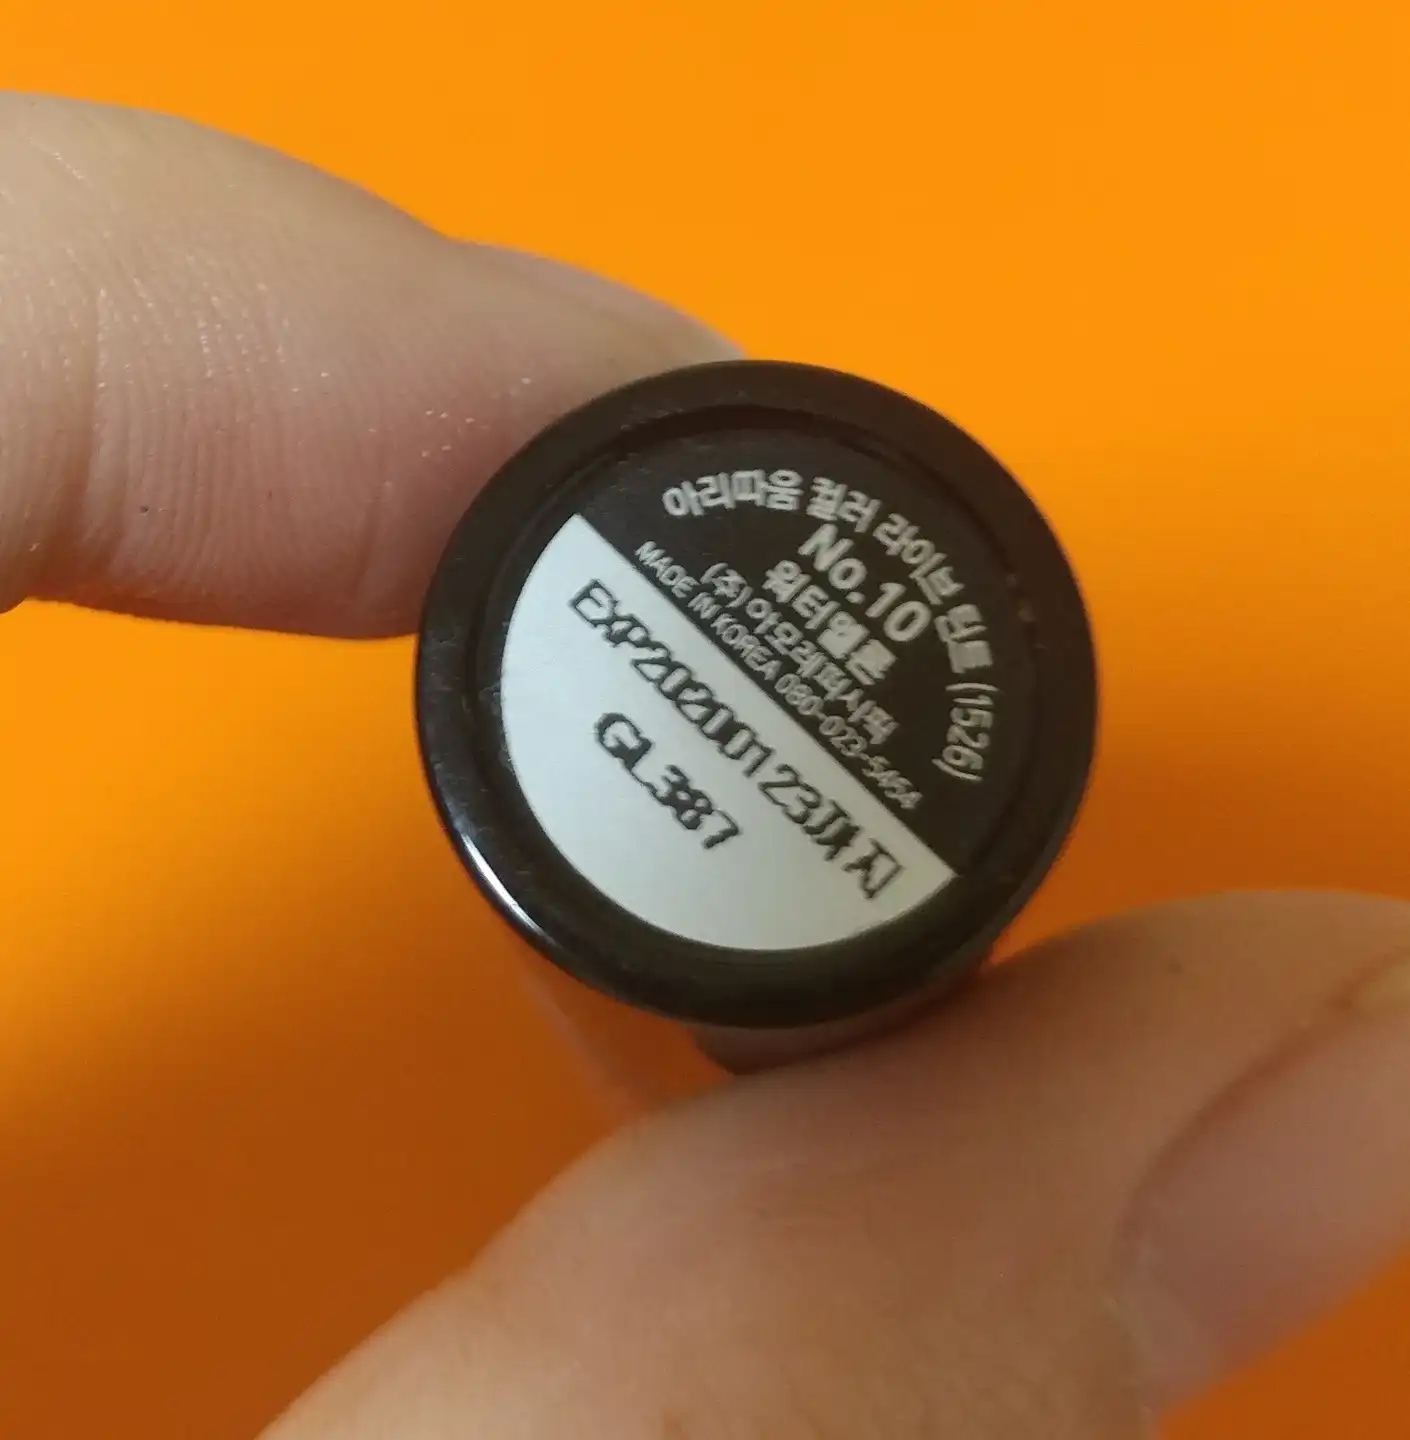 아리따움 컬러 라이브 틴트 (1526)
No.10
워터멜론
(주)아모레퍼시픽
MADE IN KOREA 080-023-5454
EXP20200123까지
GL387